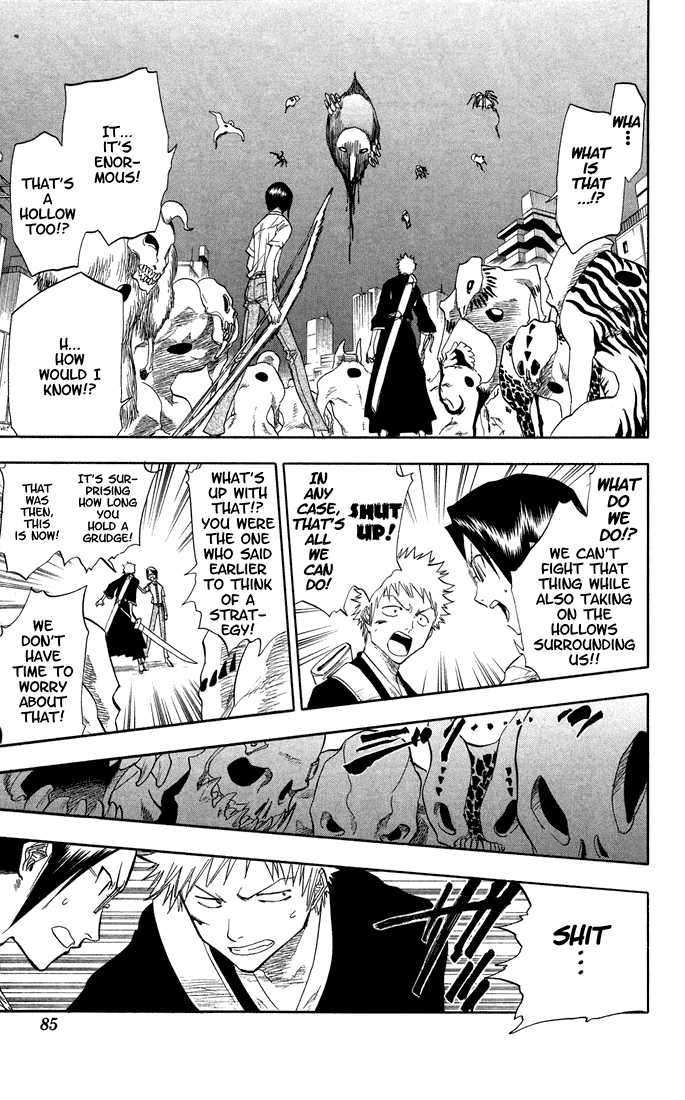 WHA
...
WHAT
IS
THAT
...!?
IT...
IT'S
ENOR-
MOUS!
THAT'S
A
HOLLOW
TOO!?
H...
HOW
WOULD I
KNOW!?
WHAT
DO
WE
DO!?
WE CAN'T
FIGHT THAT
THING WHILE
ALSO TAKING
ON THE
HOLLOWS
SURROUNDING
US!!
SHUT
UP!
IN
ANY
CASE,
THAT'S
ALL
WE
CAN
DO!
WHAT'S
UP WITH
THAT!?
YOU WERE
THE ONE
WHO SAID
EARLIER
TO THINK
OF A
STRAT-
EGY!
IT'S SUR-
PRISING
HOW LONG
YOU
HOLD A
GRUDGE!
THAT
WAS
THEN,
THIS
IS NOW!
WE
DON'T
HAVE
TIME TO
WORRY
ABOUT
THAT!
SHIT
...
85